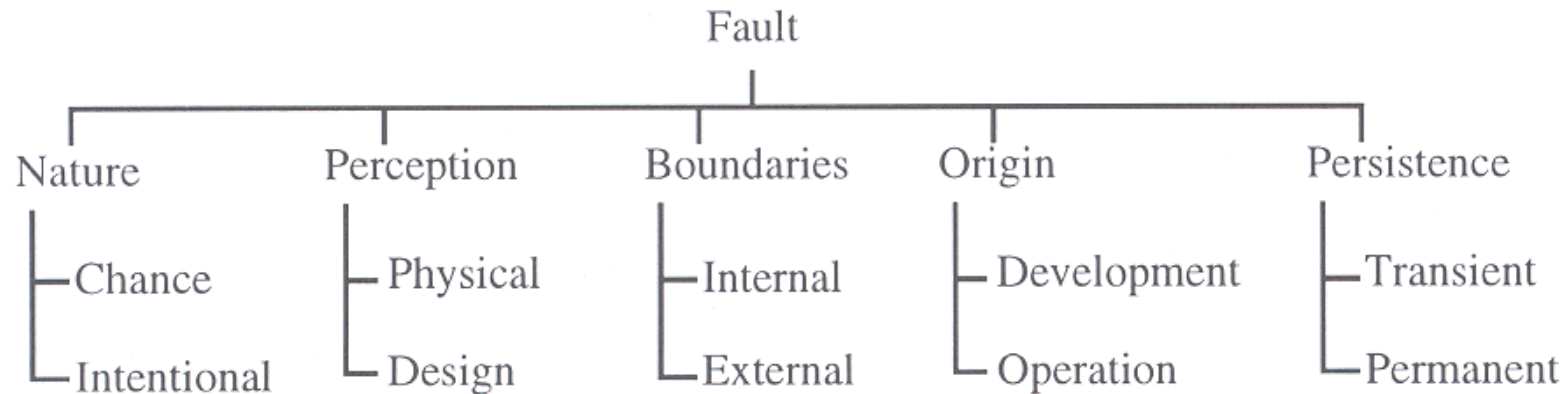 Fault
Nature Perception Boundaries Origin Persistence
Chance Physical Internal Development Transient
Intentional Design External Operation Permanent